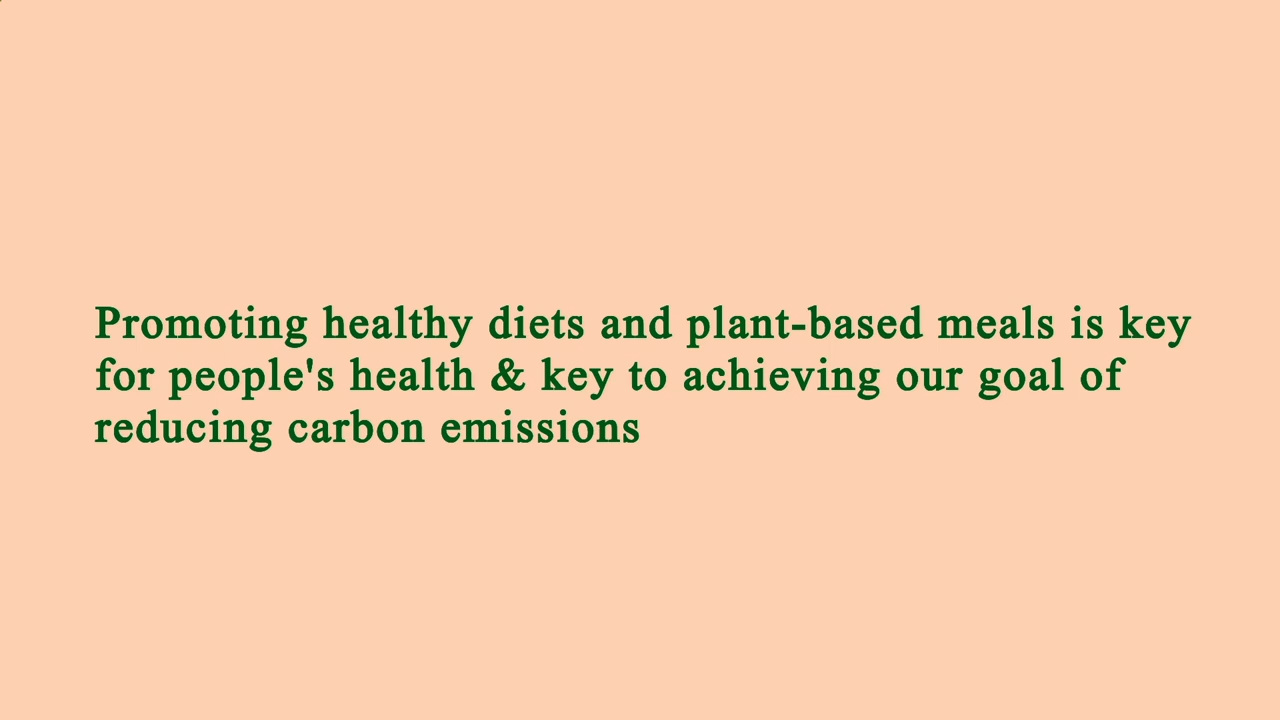 Promoting healthy diets and plant-based meals is key
for people's health & key to achieving our goal of
reducing carbon emissions